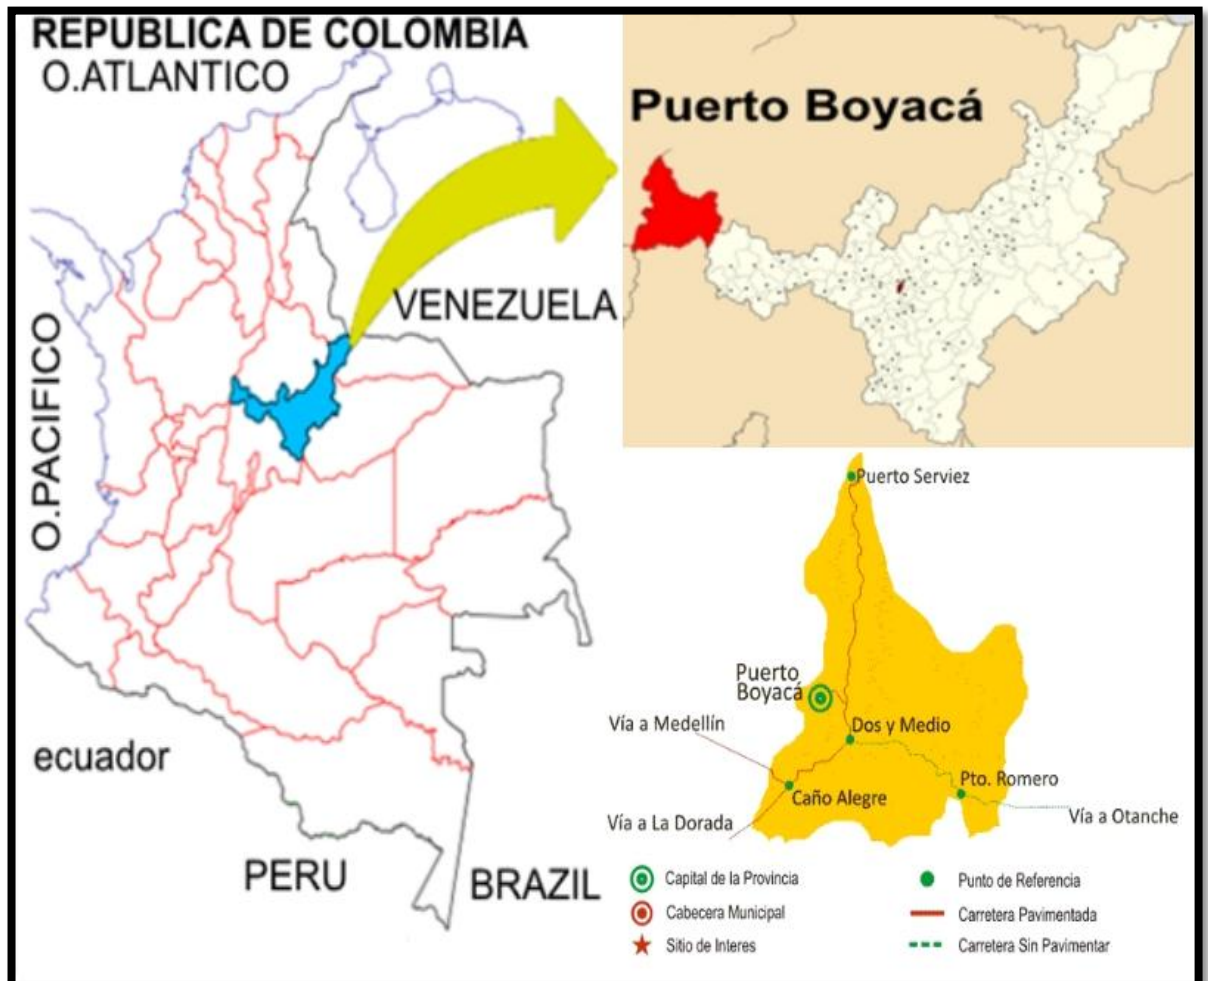 REPUBLICA DE COLOMBIA
O.ATLANTICO
VENEZUELA
O.PACIFICO
ecuador
PERU
BRAZIL
Puerto Boyacá
Puerto Serviez
Puerto
Boyacá
Vía a Medellín
Dos y Medio
Pto. Romero
Caño Alegre
Vía a La Dorada
Vía a Otanche
Capital de la Provincia
Cabecera Municipal
Sitio de Interes
Punto de Referencia
Carretera Pavimentada
Carretera Sin Pavimentar